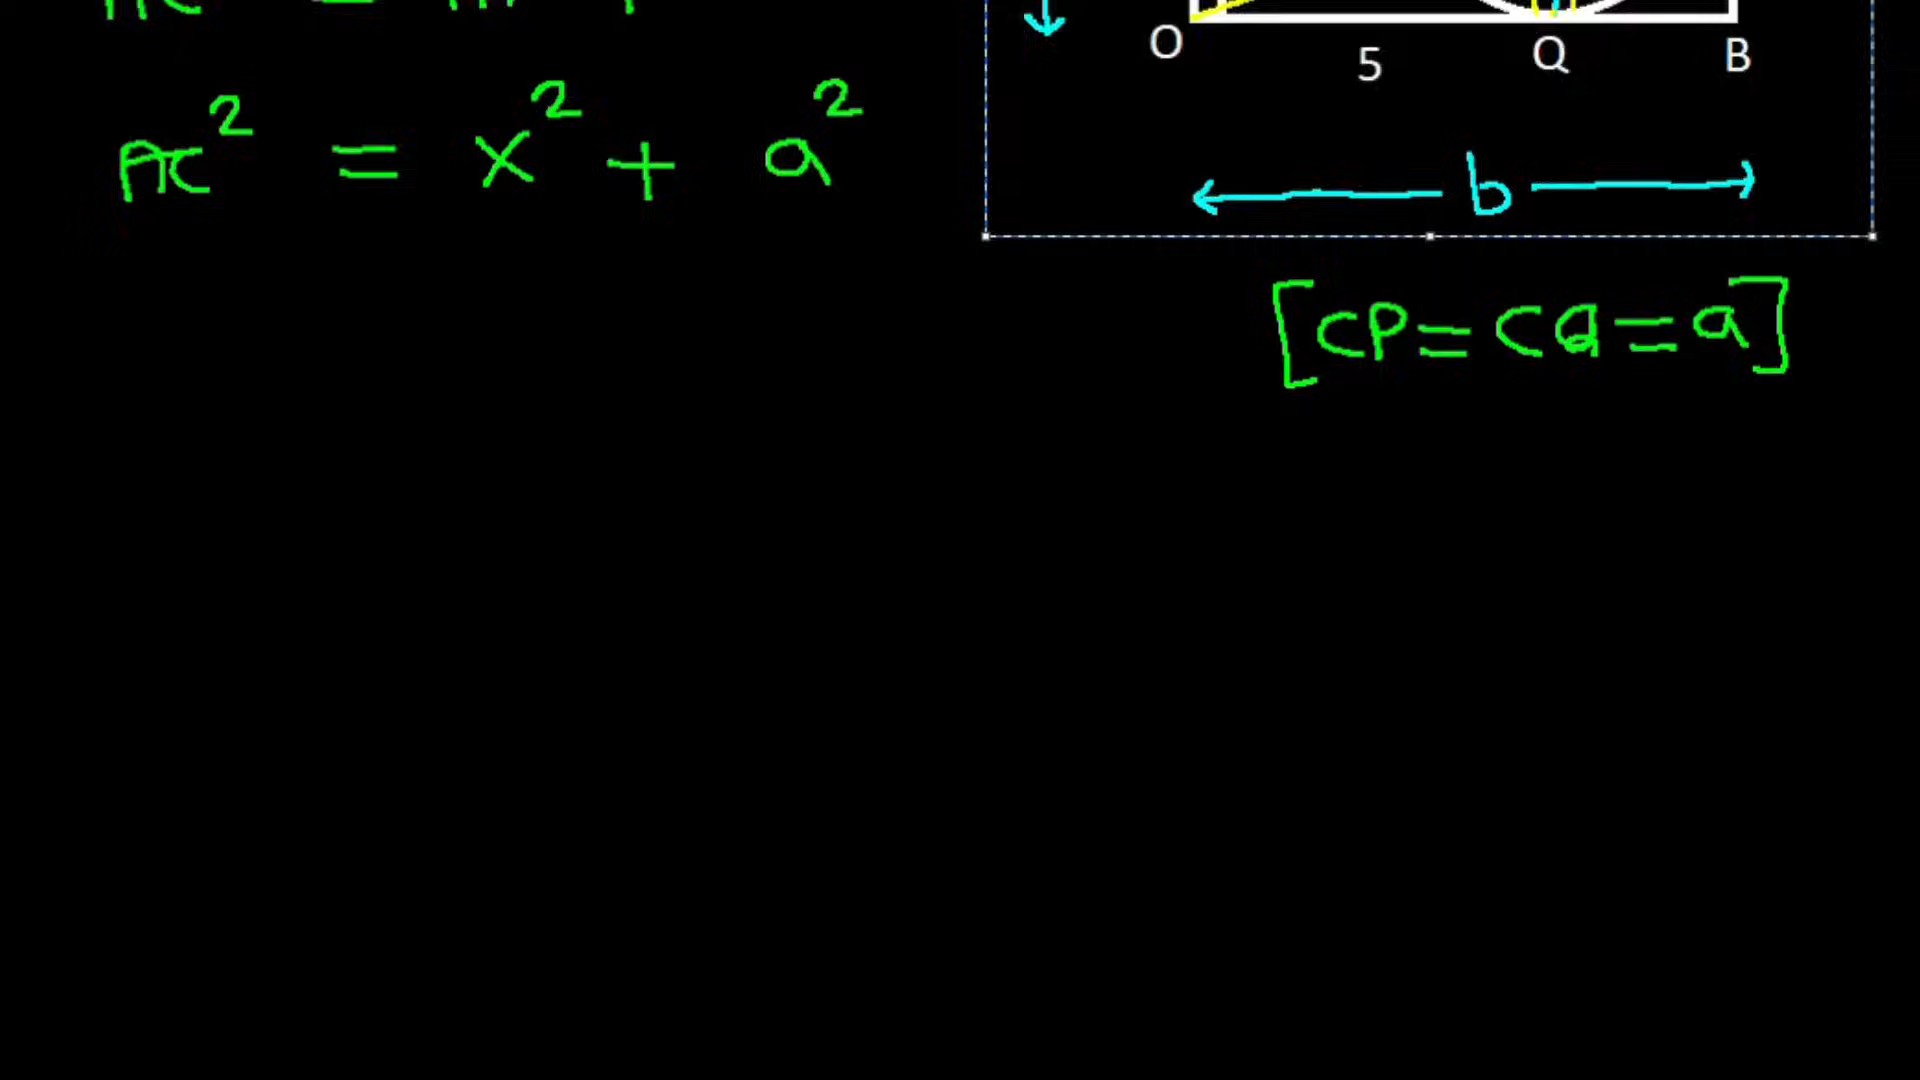 O 5 Q B
AC² = x² + a²
b
[CP = CQ = a]